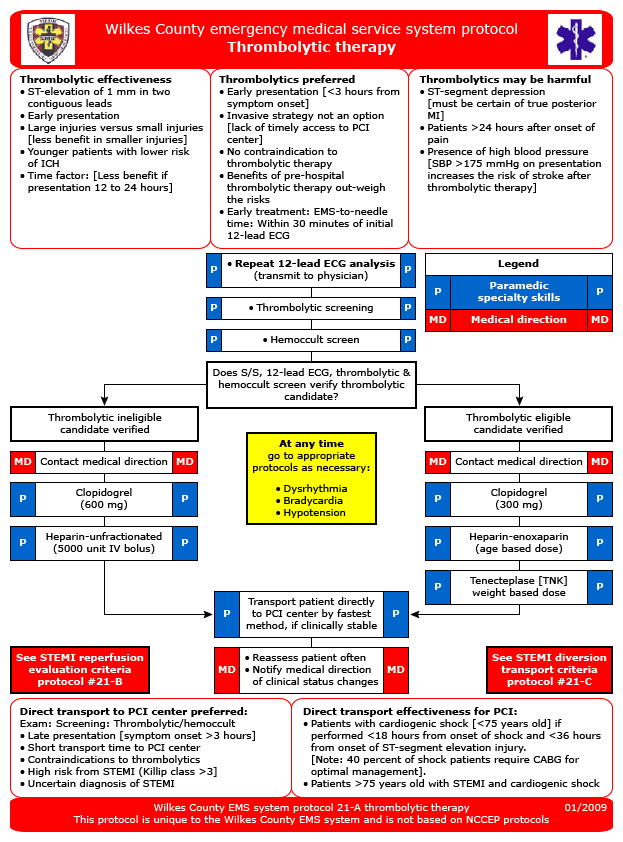 Wilkes County emergency medical service system protocol
Thrombolytic therapy
Thrombolytic effectiveness
• ST-elevation of 1 mm in two
contiguous leads
• Early presentation
• Large injuries versus small injuries
[less benefit in smaller injuries]
• Younger patients with lower risk
of ICH
• Time factor: [Less benefit if
presentation 12 to 24 hours]
Thrombolytics preferred
• Early presentation [<3 hours from
symptom onset]
• Invasive strategy not an option
[lack of timely access to PCI
center]
• No contraindication to
thrombolytic therapy
• Benefits of pre-hospital
thrombolytic therapy out-weigh
the risks
• Early treatment: EMS-to-needle
time: Within 30 minutes of initial
12-lead ECG
Thrombolytics may be harmful
• ST-segment depression
[must be certain of true posterior
MI]
• Patients >24 hours after onset of
pain
• Presence of high blood pressure
[SBP >175 mmHg on presentation
increases the risk of stroke after
thrombolytic therapy]
P • Repeat 12-lead ECG analysis P
(transmit to physician)
P • Thrombolytic screening P
P • Hemoccult screen P
Legend
P Paramedic P
specialty skills
MD Medical direction MD
Does S/S, 12-lead ECG, thrombolytic &
hemoccult screen verify thrombolytic
candidate?
Thrombolytic ineligible
candidate verified
MD Contact medical direction MD
P Clopidogrel P
(600 mg)
P Heparin-unfractionated P
(5000 unit IV bolus)
At any time
go to appropriate
protocols as necessary:
• Dysrhythmia
• Bradycardia
• Hypotension
Thrombolytic eligible
candidate verified
MD Contact medical direction MD
P Clopidogrel P
(300 mg)
P Heparin-enoxaparin P
(age based dose)
P Tenecteplase [TNK] P
weight based dose
Transport patient directly
P to PCI center by fastest P
method, if clinically stable
• Reassess patient often
MD • Notify medical direction MD
of clinical status changes
See STEMI reperfusion
evaluation criteria
protocol #21-B
See STEMI diversion
transport criteria
protocol #21-C
Direct transport to PCI center preferred:
Exam: Screening: Thrombolytic/hemoccult
• Late presentation [symptom onset >3 hours]
• Short transport time to PCI center
• Contraindications to thrombolytics
• High risk from STEMI (Killip class >3]
• Uncertain diagnosis of STEMI
Direct transport effectiveness for PCI:
• Patients with cardiogenic shock [<75 years old] if
performed <18 hours from onset of shock and <36 hours
from onset of ST-segment elevation injury.
[Note: 40 percent of shock patients require CABG for
optimal management].
• Patients >75 years old with STEMI and cardiogenic shock
Wilkes County EMS system protocol 21-A thrombolytic therapy 01/2009
This protocol is unique to the Wilkes County EMS system and is not based on NCCEP protocols